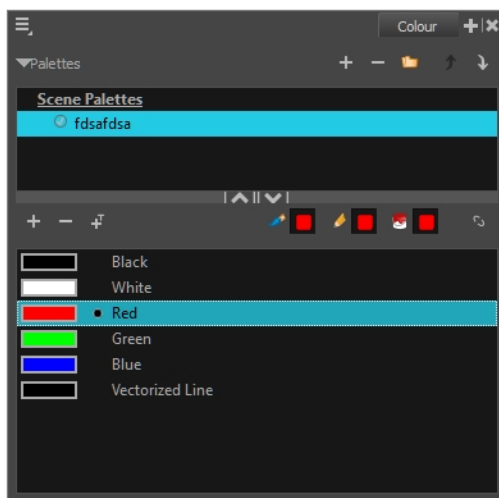 Colour
Palettes
Scene Palettes
fdsafdsa
Black
White
Red
Green
Blue
Vectorized Line